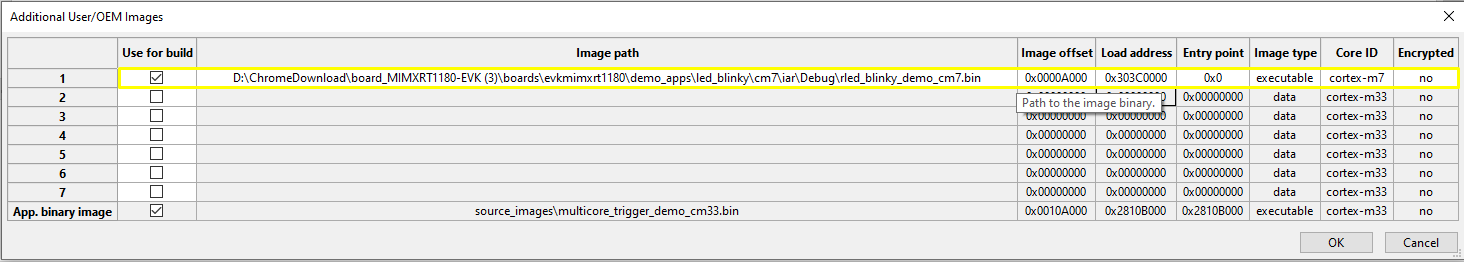 Additional User/OEM Images
Use for build Image path Image offset Load address Entry point Image type Core ID Encrypted
1 D:\ChromeDownload\board_MIMXRT1180-EVK (3)\boards\evkmimxrt1180\demo_apps\led_blinky\cm7\iar\Debug\rled_blinky_demo_cm7.bin 0x0000A000 0x303C0000 0x0 executable cortex-m7 no
2 0x00000000 data cortex-m33 no
Path to the image binary.
3 0x00000000 0x00000000 0x00000000 data cortex-m33 no
4 0x00000000 0x00000000 0x00000000 data cortex-m33 no
5 0x00000000 0x00000000 0x00000000 data cortex-m33 no
6 0x00000000 0x00000000 0x00000000 data cortex-m33 no
7 0x00000000 0x00000000 0x00000000 data cortex-m33 no
App. binary image source_images\multicore_trigger_demo_cm33.bin 0x0010A000 0x2810B000 0x2810B000 executable cortex-m33 no
OK Cancel